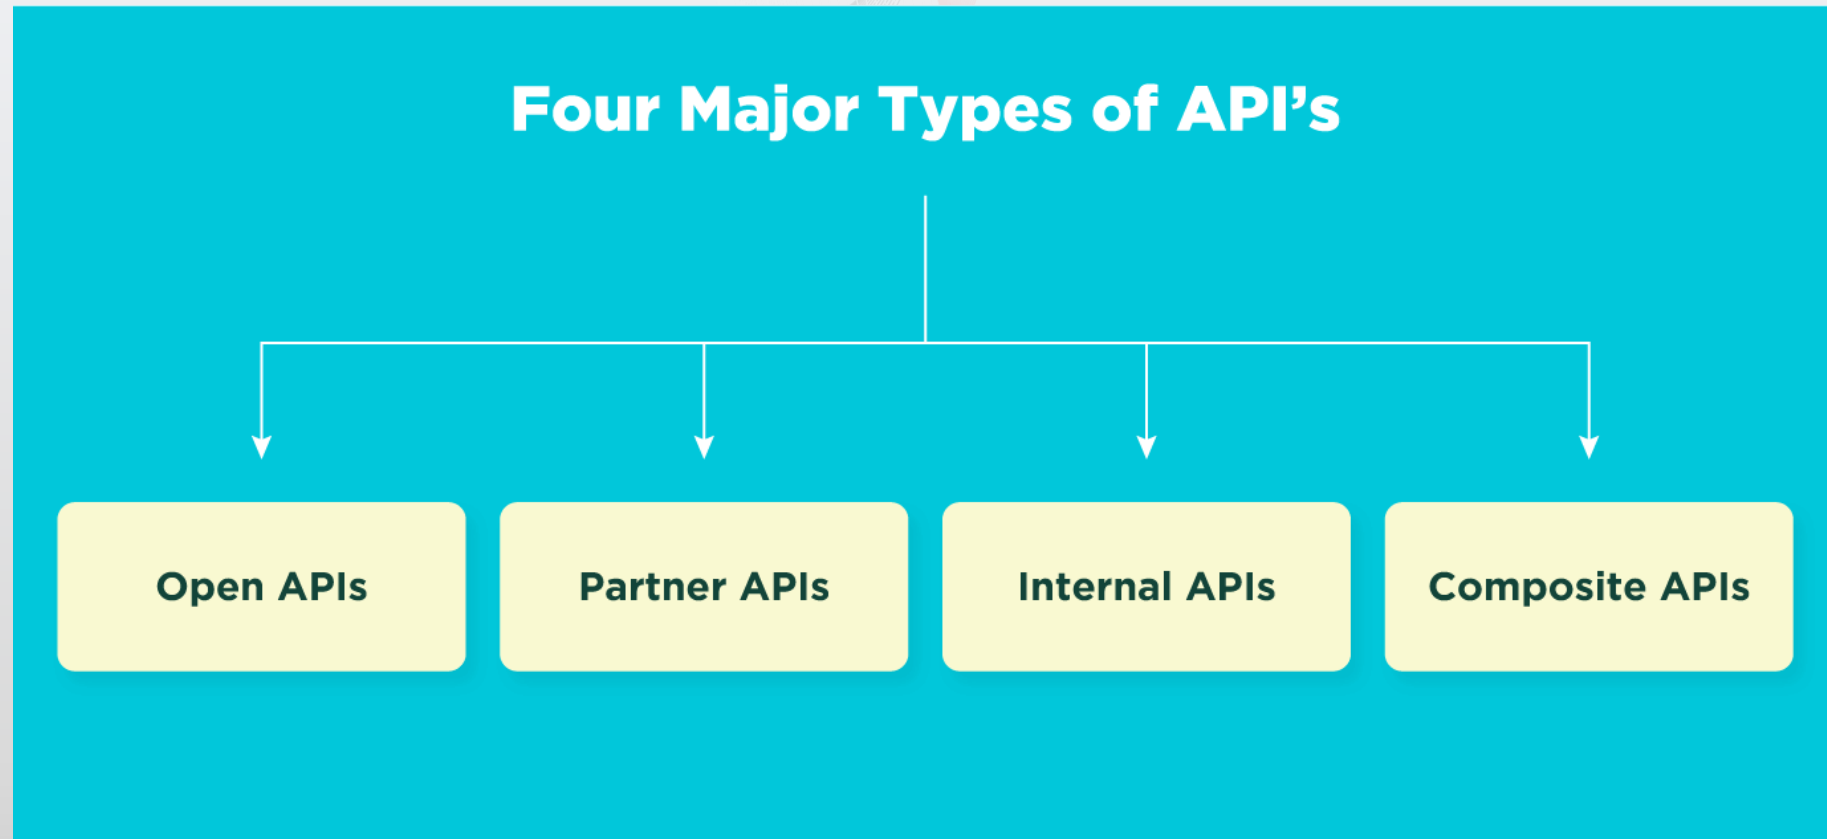 Four Major Types of API’s
Open APIs
Partner APIs
Internal APIs
Composite APIs